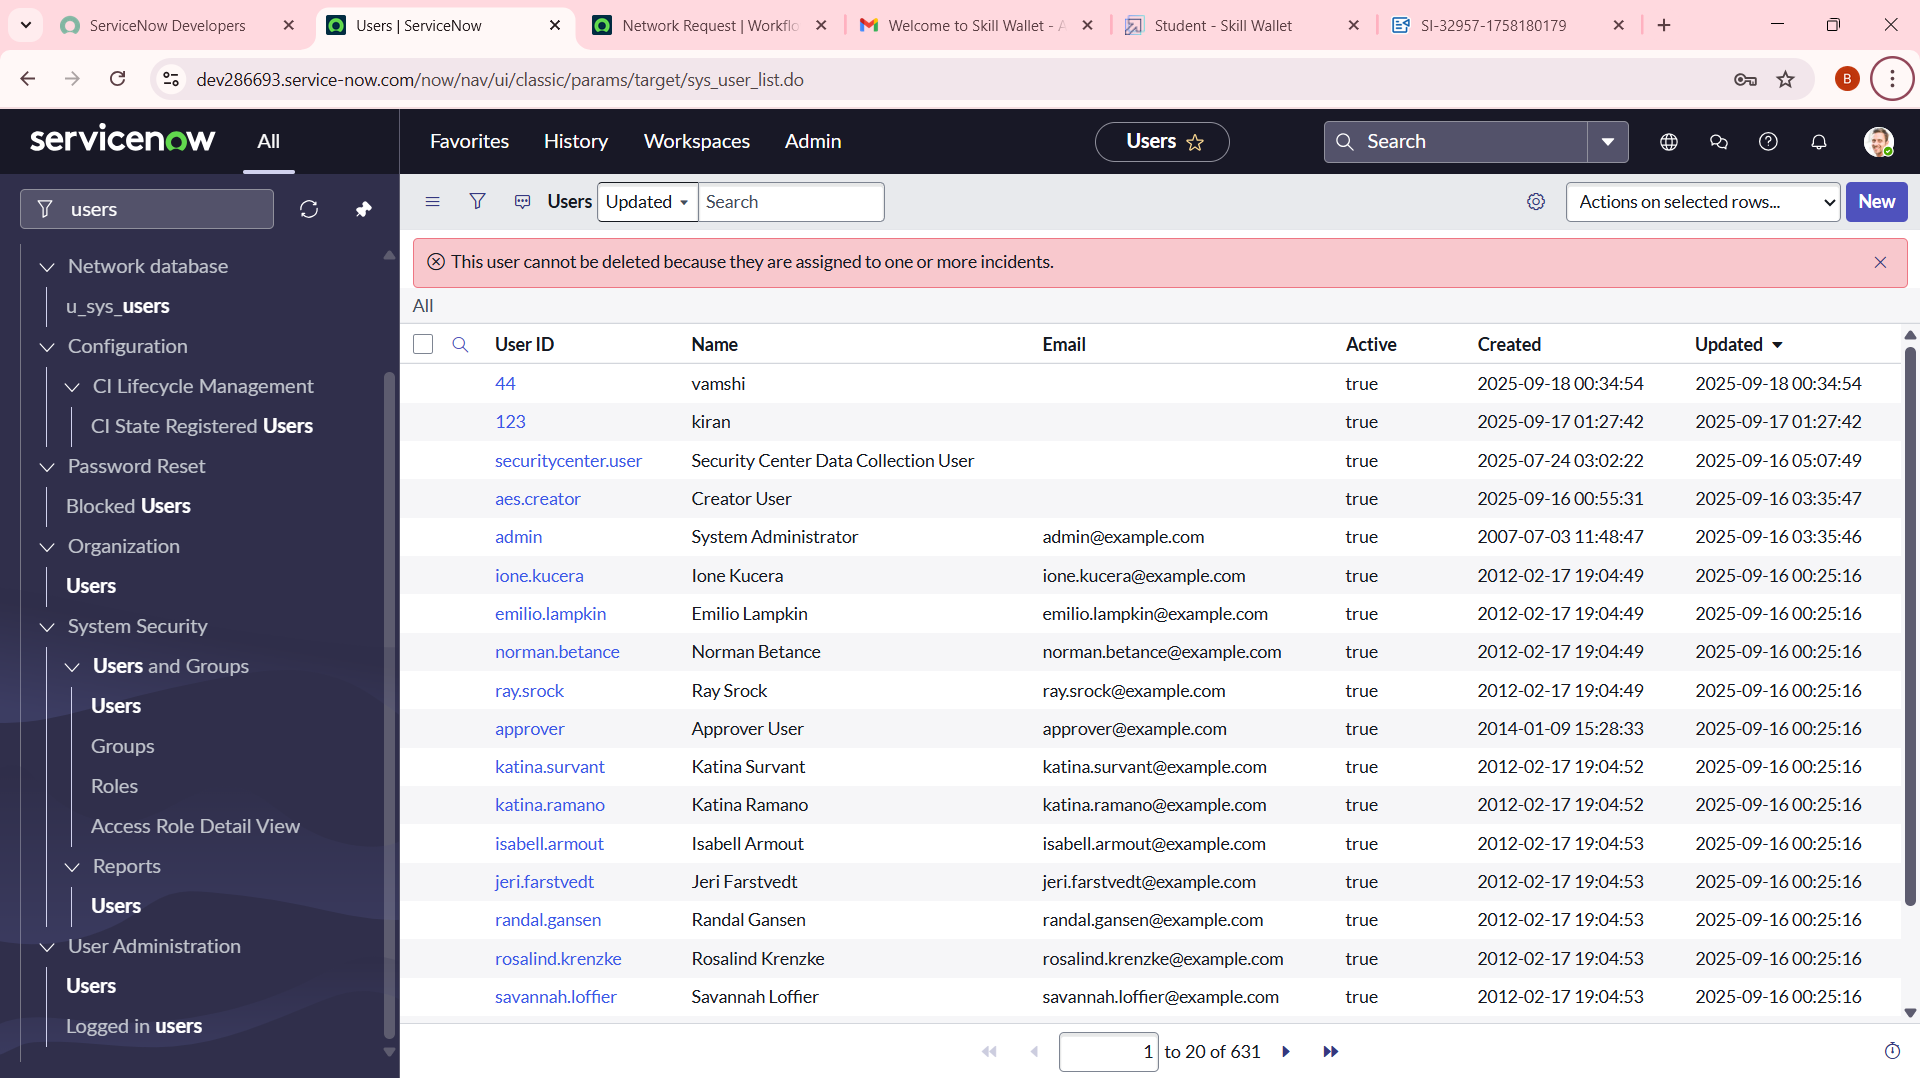 ServiceNow Developers
Users | ServiceNow
Network Request | Workflo
Welcome to Skill Wallet - A
Student - Skill Wallet
SI-32957-1758180179
dev286693.service-now.com/now/nav/ui/classic/params/target/sys_user_list.do
B
servicenow
All
Favorites
History
Workspaces
Admin
Users
Search
users
Network database
u_sys_users
Configuration
CI Lifecycle Management
CI State Registered Users
Password Reset
Blocked Users
Organization
Users
System Security
Users and Groups
Users
Groups
Roles
Access Role Detail View
Reports
Users
User Administration
Users
Logged in users
Users Updated Search Actions on selected rows... New
This user cannot be deleted because they are assigned to one or more incidents.
All
User ID Name Email Active Created Updated
44 vamshi true 2025-09-18 00:34:54 2025-09-18 00:34:54
123 kiran true 2025-09-17 01:27:42 2025-09-17 01:27:42
securitycenter.user Security Center Data Collection User true 2025-07-24 03:02:22 2025-09-16 05:07:49
aes.creator Creator User true 2025-09-16 00:55:31 2025-09-16 03:35:47
admin System Administrator admin@example.com true 2007-07-03 11:48:47 2025-09-16 03:35:46
ione.kucera Ione Kucera ione.kucera@example.com true 2012-02-17 19:04:49 2025-09-16 00:25:16
emilio.lampkin Emilio Lampkin emilio.lampkin@example.com true 2012-02-17 19:04:49 2025-09-16 00:25:16
norman.betance Norman Betance norman.betance@example.com true 2012-02-17 19:04:49 2025-09-16 00:25:16
ray.srock Ray Srock ray.srock@example.com true 2012-02-17 19:04:49 2025-09-16 00:25:16
approver Approver User approver@example.com true 2014-01-09 15:28:33 2025-09-16 00:25:16
katina.survant Katina Survant katina.survant@example.com true 2012-02-17 19:04:52 2025-09-16 00:25:16
katina.ramano Katina Ramano katina.ramano@example.com true 2012-02-17 19:04:52 2025-09-16 00:25:16
isabell.armout Isabell Armout isabell.armout@example.com true 2012-02-17 19:04:53 2025-09-16 00:25:16
jeri.farstvedt Jeri Farstvedt jeri.farstvedt@example.com true 2012-02-17 19:04:53 2025-09-16 00:25:16
randal.gansen Randal Gansen randal.gansen@example.com true 2012-02-17 19:04:53 2025-09-16 00:25:16
rosalind.krenzke Rosalind Krenzke rosalind.krenzke@example.com true 2012-02-17 19:04:53 2025-09-16 00:25:16
savannah.loffier Savannah Loffier savannah.loffier@example.com true 2012-02-17 19:04:53 2025-09-16 00:25:16
1 to 20 of 631